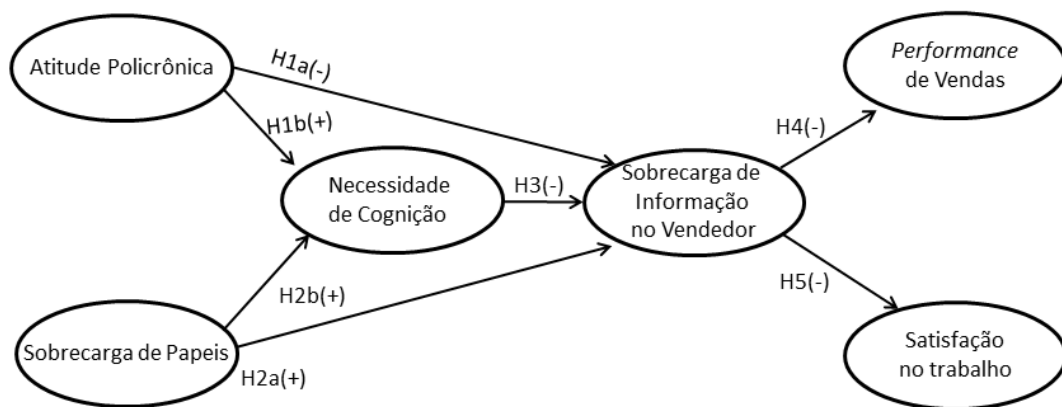 Atitude Policrônica
H1a(-)
H1b(+)
Performance
de Vendas
H4(-)
Necessidade
de Cognição
H3(-)
Sobrecarga de
Informação
no Vendedor
H2b(+)
H5(-)
Sobrecarga de Papeis
H2a(+)
Satisfação
no trabalho